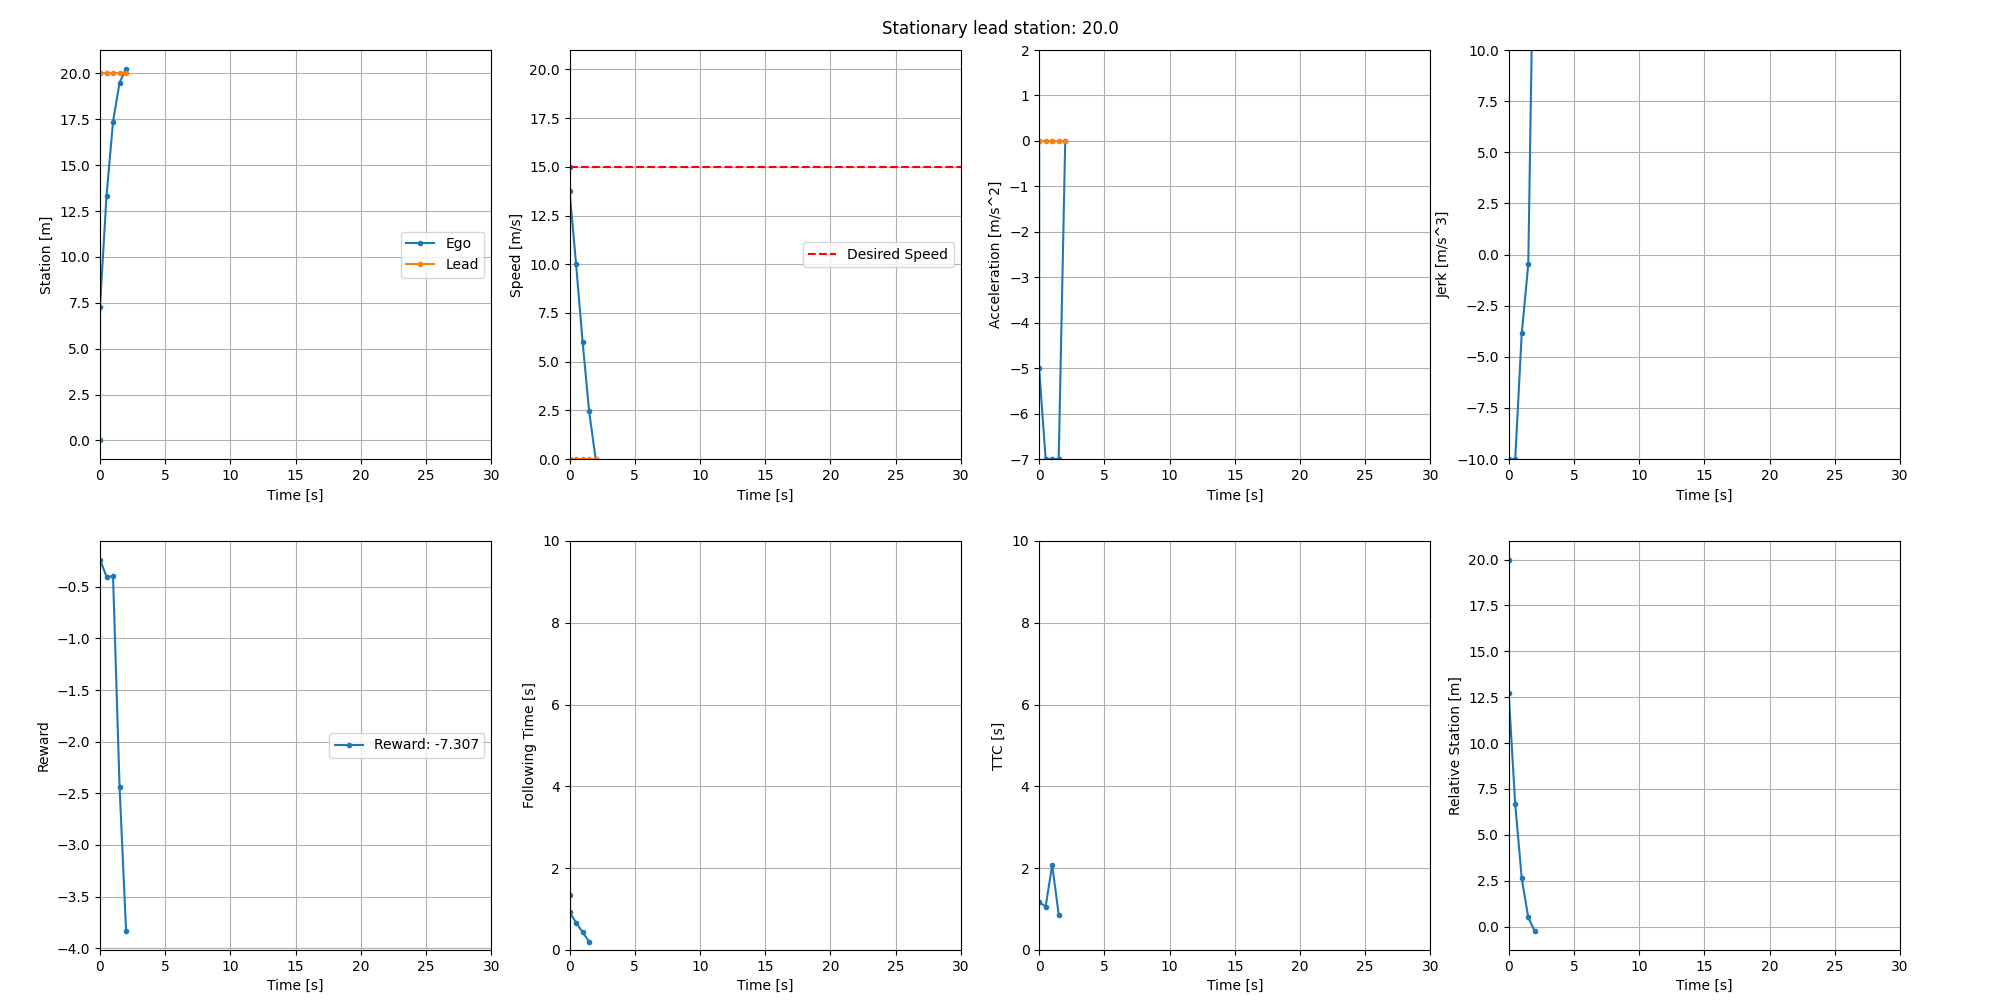 Stationary lead station: 20.0
Station [m]
20.0
17.5
15.0
12.5
10.0
7.5
5.0
2.5
0.0
Ego
Lead
0 5 10 15 20 25 30
Time [s]
Speed [m/s]
20.0
17.5
15.0
12.5
10.0
7.5
5.0
2.5
0.0
Desired Speed
0 5 10 15 20 25 30
Time [s]
Acceleration [m/s^2]
2
1
0
−1
−2
−3
−4
−5
−6
−7
0 5 10 15 20 25 30
Time [s]
Jerk [m/s^3]
10.0
7.5
5.0
2.5
0.0
−2.5
−5.0
−7.5
−10.0
0 5 10 15 20 25 30
Time [s]
Reward
−0.5
−1.0
−1.5
−2.0
−2.5
−3.0
−3.5
−4.0
Reward: -7.307
0 5 10 15 20 25 30
Time [s]
Following Time [s]
10
8
6
4
2
0
0 5 10 15 20 25 30
Time [s]
TTC [s]
10
8
6
4
2
0
0 5 10 15 20 25 30
Time [s]
Relative Station [m]
20.0
17.5
15.0
12.5
10.0
7.5
5.0
2.5
0.0
0 5 10 15 20 25 30
Time [s]